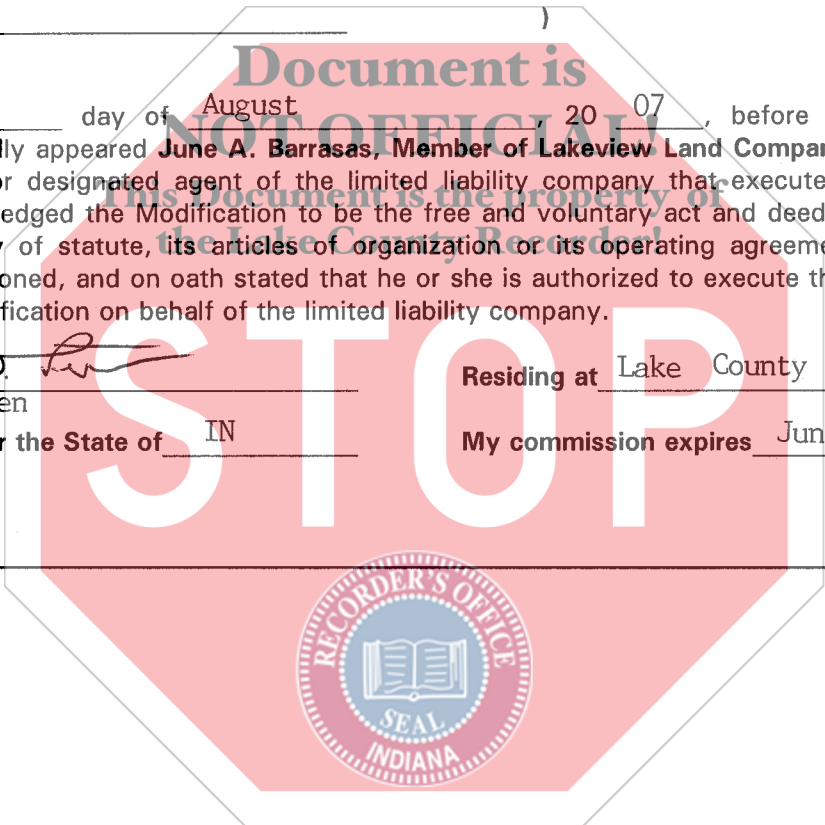 )
Document is
day of August, 20 07, before
NOT OFFICIAL!
lly appeared June A. Barrasas, Member of Lakeview Land Compan
r designated agent of the limited liability company that execute
This Document is the property of
edged the Modification to be the free and voluntary act and deed
y of statute, its articles of organization or its operating agreeme
the Lake County Recorder!
oned, and on oath stated that he or she is authorized to execute th
fication on behalf of the limited liability company.
STOP
Residing at Lake County
en
r the State of IN
My commission expires Jun
RECORDER'S OFFICE
SEAL
INDIANA